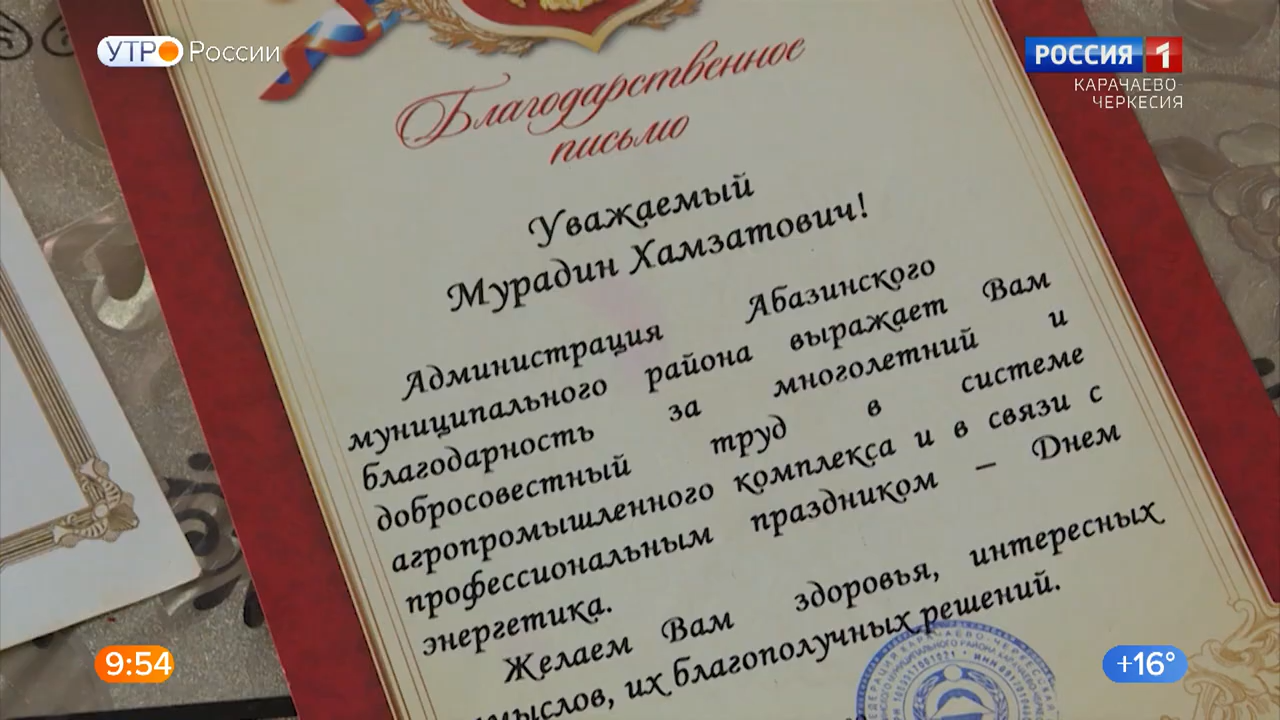 УТРО России
РОССИЯ 1
КАРАЧАЕВО-
ЧЕРКЕСИЯ
Благодарственное
письмо
Уважаемый
Мурадин Хамзатович!
Администрация Абазинского
муниципального района выражает Вам
благодарность за многолетний и
добросовестный труд в системе
агропромышленного комплекса и в связи с
профессиональным праздником – Днем
энергетика.
Желаем Вам здоровья, интересных
их благополучных решений.
9:54
+16°